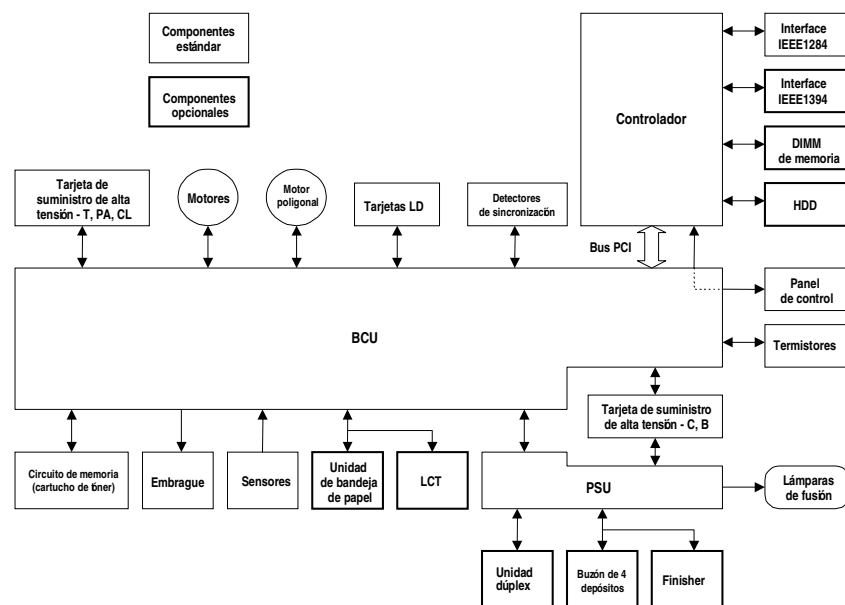 Componentes
estándar
Interface
IEEE1284
Componentes
opcionales
Interface
IEEE1394
Controlador
DIMM
de memoria
HDD
Tarjeta de
suministro de alta
tensión - T, PA, CL
Motores
Motor
poligonal
Tarjetas LD
Detectores
de sincronización
Bus PCI
Panel
de control
BCU
Termistores
Tarjeta de suministro
de alta tensión - C, B
Circuito de memoria
(cartucho de tóner)
Embrague
Sensores
Unidad
de bandeja
de papel
LCT
PSU
Lámparas
de fusión
Unidad
dúplex
Buzón de 4
depósitos
Finisher